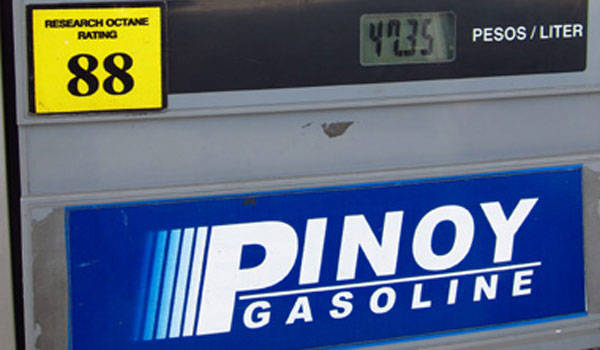 RESEARCH OCTANE
RATING
88
47.35 PESOS / LITER
PINOY
GASOLINE